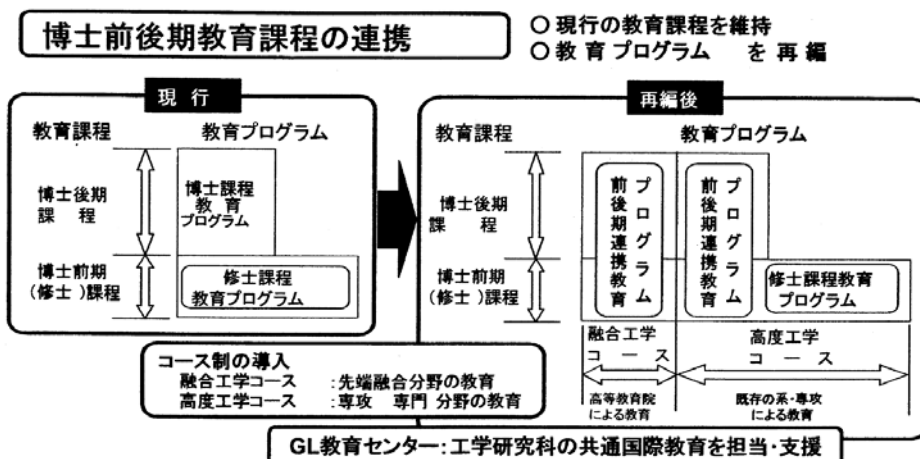 博士前後期教育課程の連携
○ 現行の教育課程を維持
○ 教育プログラム を再編
現 行
教育課程
教育プログラム
博士後期
課 程
博士課程
教 育
プログラム
博士前期
(修士)課程
修士課程
教育プログラム
再編後
教育課程
教育プログラム
博士後期
課 程
博士前期
(修士)課程
前後期連携教育
プログラム
前後期連携教育
プログラム
修士課程教育
プログラム
融合工学
コ ー ス
高度工学
コ ー ス
高等教育院
による教育
既存の系・専攻
による教育
コース制の導入
融合工学コース :先端融合分野の教育
高度工学コース :専攻 専門 分野の教育
GL教育センター:工学研究科の共通国際教育を担当・支援